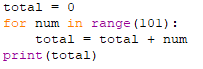 total = 0
for num in range(101):
    total = total + num
print(total)